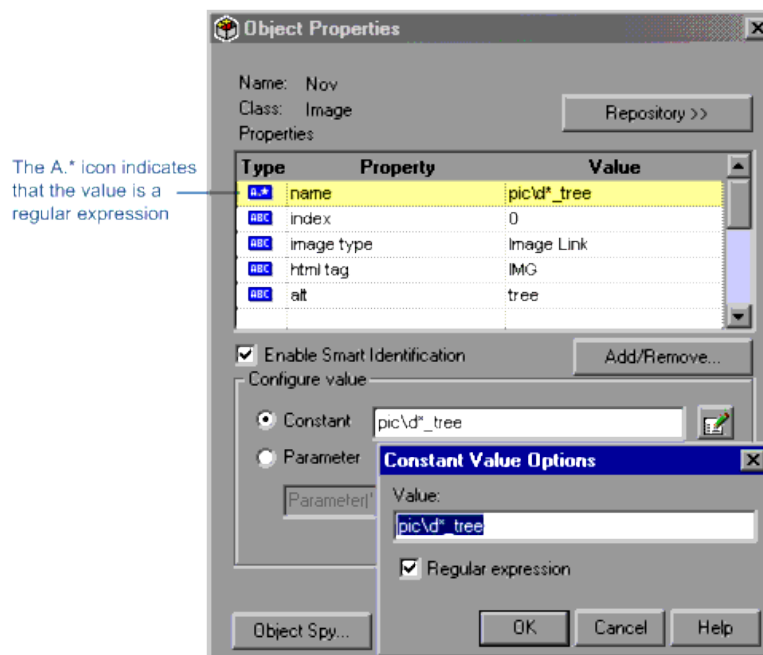 Object Properties
Name: Nov
Class: Image
Repository >>
Properties
The A.* icon indicates
that the value is a
regular expression
Type Property Value
A.* name pic\d*_tree
ABC index 0
ABC image type Image Link
ABC html tag IMG
ABC alt tree
Enable Smart Identification
Add/Remove...
Configure value
Constant pic\d*_tree
Parameter
Parameter("
Constant Value Options
Value:
pic\d*_tree
Regular expression
Object Spy...
OK Cancel Help